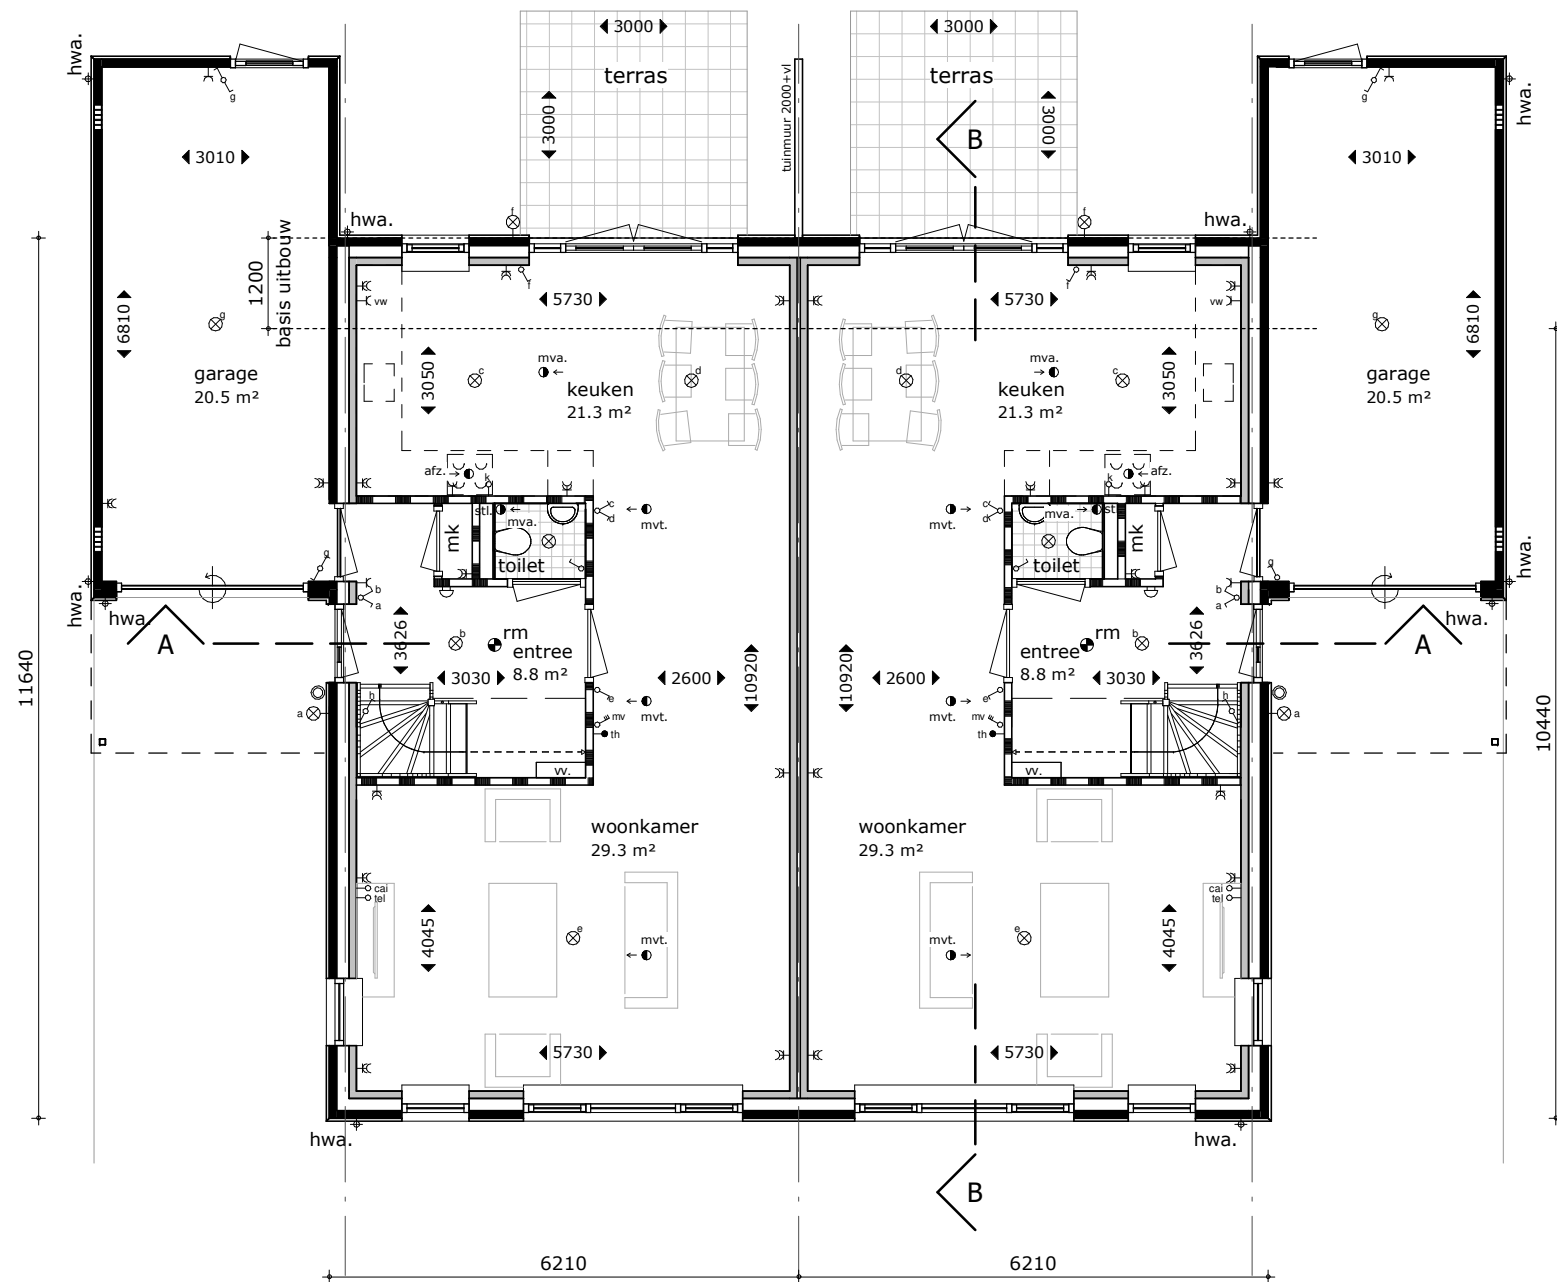 3000
3000
terras
terras
tuinmuur 2000+vl
3000
3000
B
hwa.
hwa.
g
g
3010
3010
f
f
hwa.
hwa.
1200
basis uitbouw
f
f
vw
vw
5730
5730
6810
6810
g
g
garage
20.5 m²
garage
20.5 m²
3050
c
mva.
keuken
21.3 m²
d
d
mva.
keuken
21.3 m²
c
3050
afz.
k
k
afz.
stl.
mva.
c
d
mvt.
mvt.
c
d
mva.
st
mk
toilet
toilet
mk
g
g
hwa.
hwa.
hwa.
hwa.
b
a
b
a
A
A
3626
b
rm
entree
8.8 m²
3030
rm
entree
8.8 m²
b
3030
3626
11640
10440
2600
10920
10920
2600
e
mvt.
mvt.
e
mv
th
mv
th
a
b
b
a
vv.
vv.
woonkamer
29.3 m²
woonkamer
29.3 m²
cai
tel
cai
tel
4045
e
mvt.
mvt.
e
4045
5730
5730
hwa.
hwa.
B
6210
6210